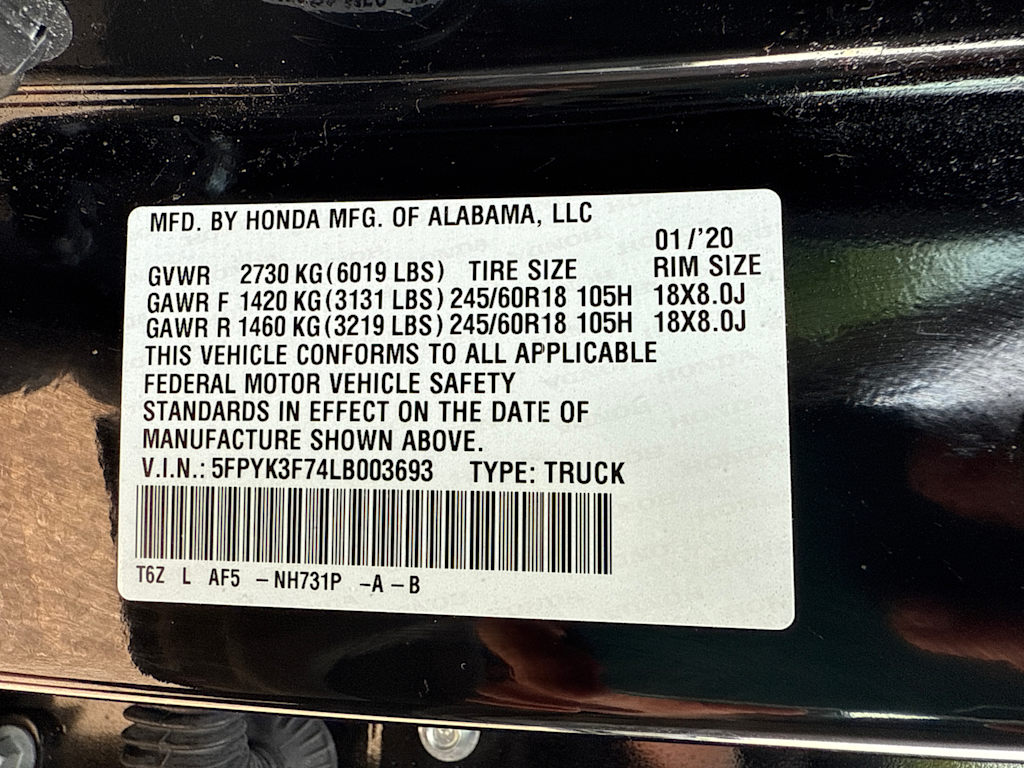 MFD. BY HONDA MFG. OF ALABAMA, LLC
01/'20
GVWR 2730 KG (6019 LBS) TIRE SIZE RIM SIZE
GAWR F 1420 KG (3131 LBS) 245/60R18 105H 18X8.0J
GAWR R 1460 KG (3219 LBS) 245/60R18 105H 18X8.0J
THIS VEHICLE CONFORMS TO ALL APPLICABLE
FEDERAL MOTOR VEHICLE SAFETY
STANDARDS IN EFFECT ON THE DATE OF
MANUFACTURE SHOWN ABOVE.
V.I.N.: 5FPYK3F74LB003693 TYPE: TRUCK
T6Z L AF5 - NH731P - A - B